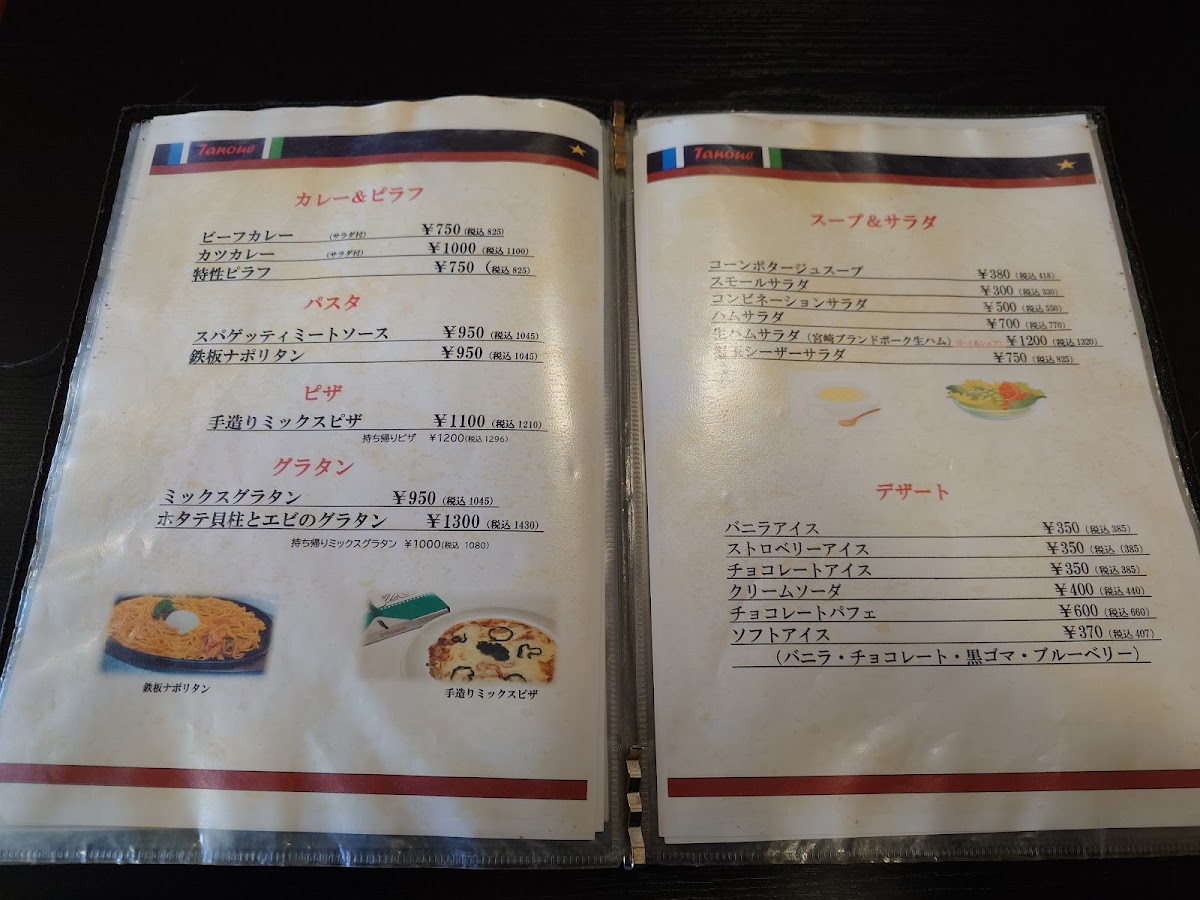 Tanoue
カレー&ピラフ
ビーフカレー (サラダ付) ¥750 (税込 825)
カツカレー (サラダ付) ¥1000 (税込 1100)
特性ピラフ ¥750 (税込 825)
パスタ
スパゲッティミートソース ¥950 (税込 1045)
鉄板ナポリタン ¥950 (税込 1045)
ピザ
手造りミックスピザ ¥1100 (税込 1210)
持ち帰りピザ ¥1200(税込 1296)
グラタン
ミックスグラタン ¥950 (税込 1045)
ホタテ貝柱とエビのグラタン ¥1300 (税込 1430)
持ち帰りミックスグラタン ¥1000(税込 1080)
鉄板ナポリタン
手造りミックスピザ
Tanoue
スープ&サラダ
コーンポタージュスープ ¥380 (税込 418)
スモールサラダ ¥300 (税込 330)
コンビネーションサラダ ¥500 (税込 550)
ハムサラダ ¥700 (税込 770)
生ハムサラダ (宮崎ブランドポーク生ハム) ¥1200 (税込 1320)
シーザーサラダ ¥750 (税込 825)
デザート
バニラアイス ¥350 (税込 385)
ストロベリーアイス ¥350 (税込 (385)
チョコレートアイス ¥350 (税込 385)
クリームソーダ ¥400 (税込 440)
チョコレートパフェ ¥600 (税込 660)
ソフトアイス ¥370 (税込 407)
(バニラ・チョコレート・黒ゴマ・ブルーベリー)